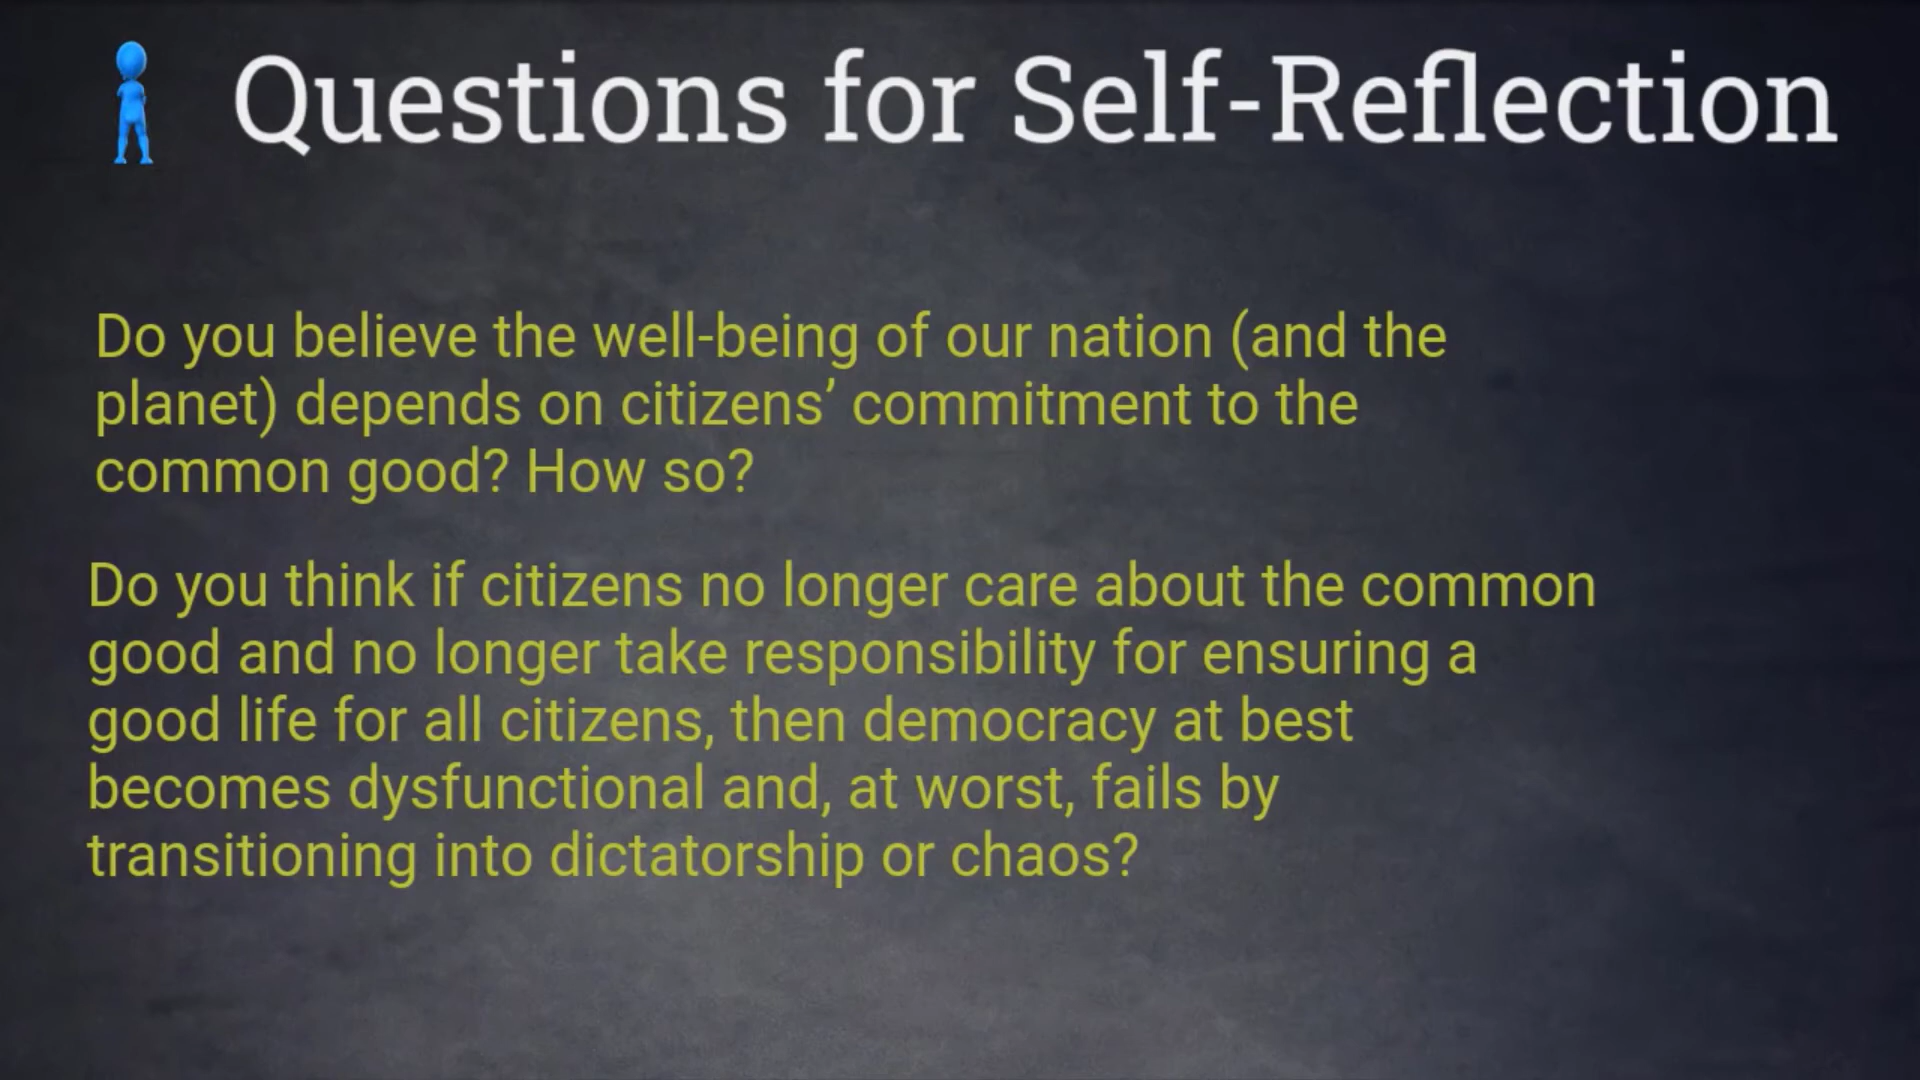 Questions for Self-Reflection
Do you believe the well-being of our nation (and the
planet) depends on citizens’ commitment to the
common good? How so?
Do you think if citizens no longer care about the common
good and no longer take responsibility for ensuring a
good life for all citizens, then democracy at best
becomes dysfunctional and, at worst, fails by
transitioning into dictatorship or chaos?